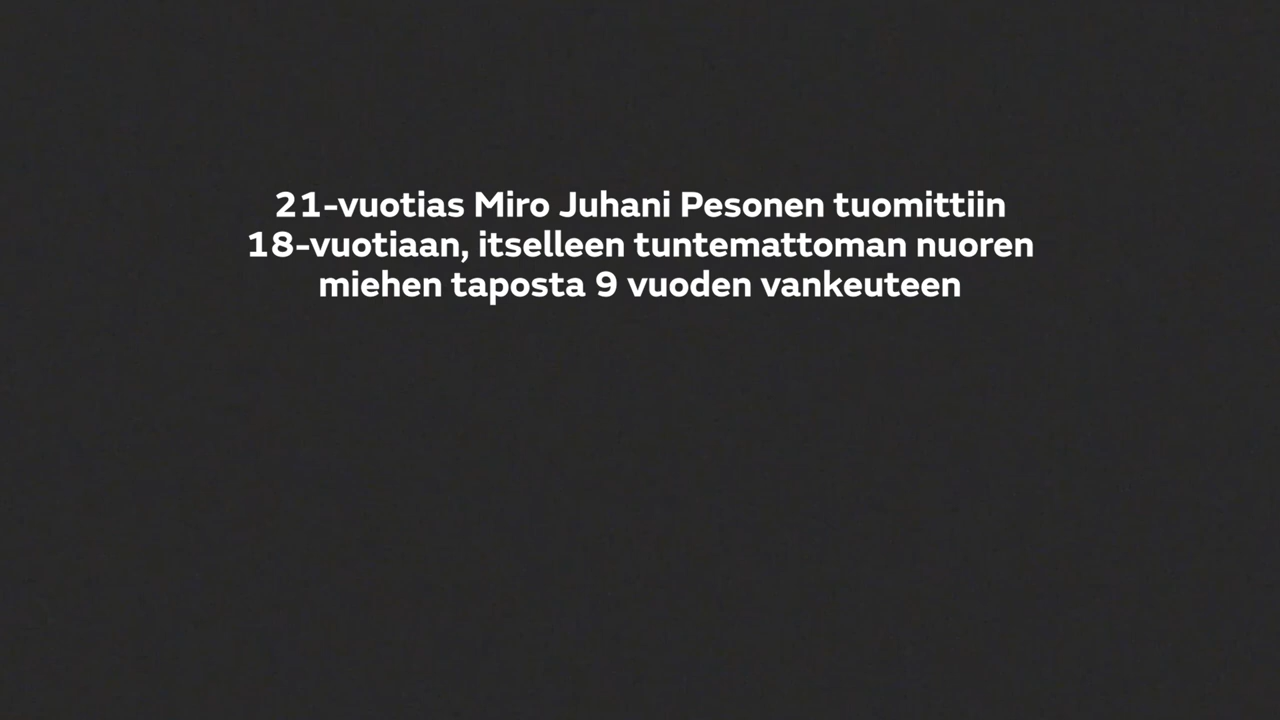 21-vuotias Miro Juhani Pesonen tuomittiin
18-vuotiaan, itselleen tuntemattoman nuoren
miehen taposta 9 vuoden vankeuteen